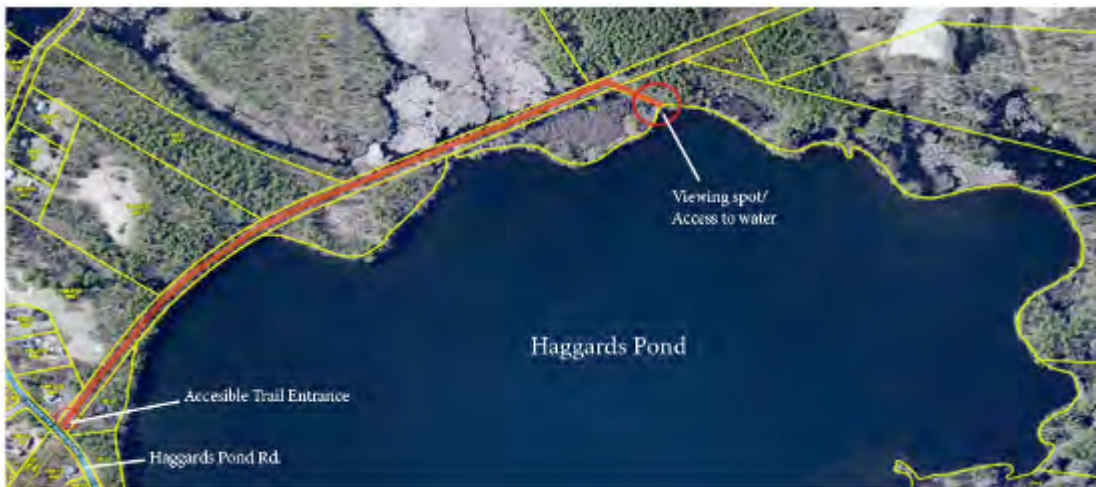 Viewing spot/
Access to water
Haggards Pond
Accesible Trail Entrance
Haggards Pond Rd.